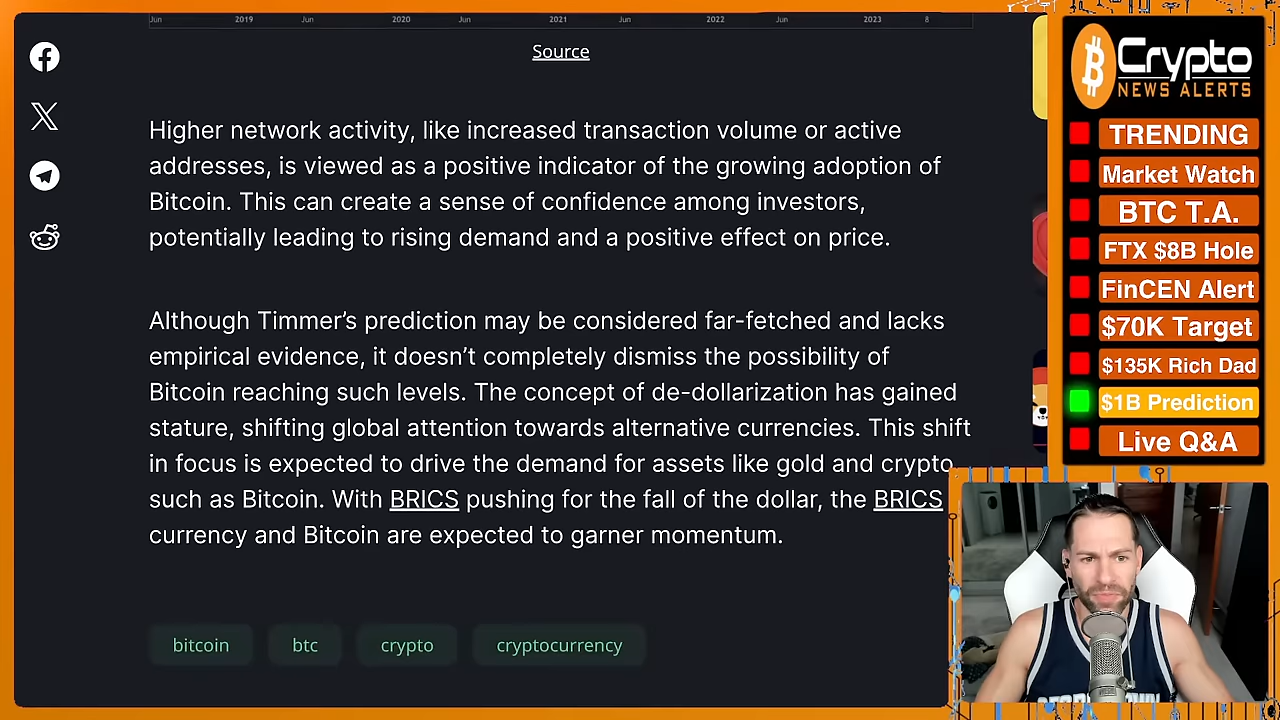 Jun 2019 Jun 2020 Jun 2021 Jun 2022 Jun 2023 8
Source
Higher network activity, like increased transaction volume or active
addresses, is viewed as a positive indicator of the growing adoption of
Bitcoin. This can create a sense of confidence among investors,
potentially leading to rising demand and a positive effect on price.
Although Timmer’s prediction may be considered far-fetched and lacks
empirical evidence, it doesn’t completely dismiss the possibility of
Bitcoin reaching such levels. The concept of de-dollarization has gained
stature, shifting global attention towards alternative currencies. This shift
in focus is expected to drive the demand for assets like gold and crypto
such as Bitcoin. With BRICS pushing for the fall of the dollar, the BRICS
currency and Bitcoin are expected to garner momentum.
bitcoin btc crypto cryptocurrency
Crypto
NEWS ALERTS
TRENDING
Market Watch
BTC T.A.
FTX $8B Hole
FinCEN Alert
$70K Target
$135K Rich Dad
$1B Prediction
Live Q&A